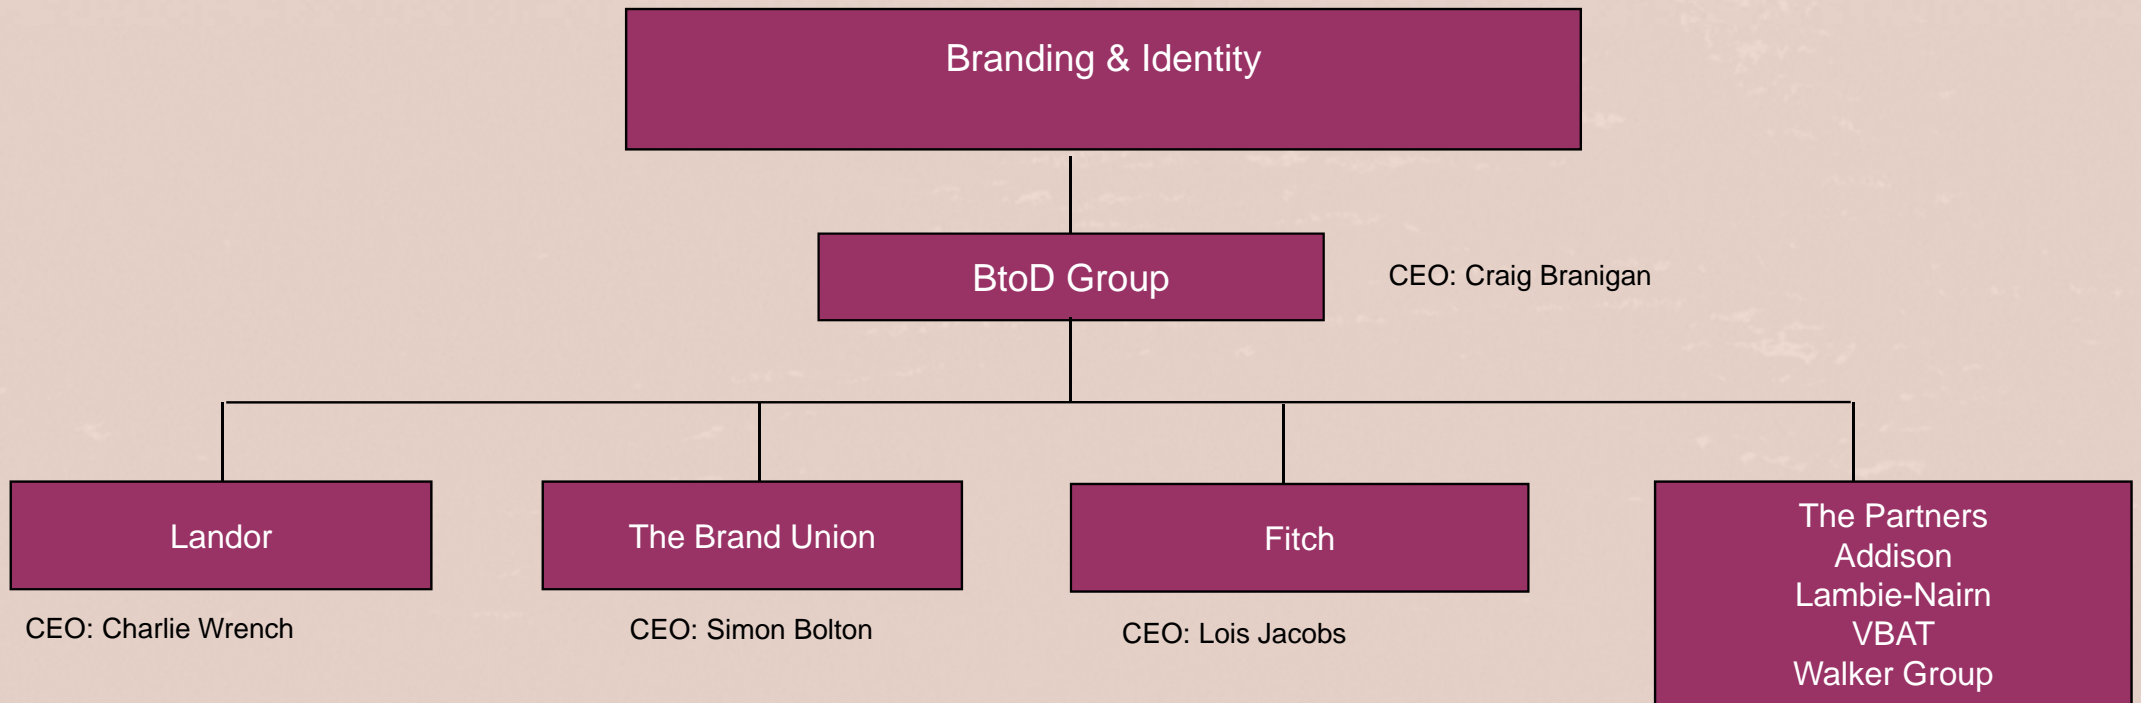 Branding & Identity
BtoD Group
CEO: Craig Branigan
Landor
CEO: Charlie Wrench
The Brand Union
CEO: Simon Bolton
Fitch
CEO: Lois Jacobs
The Partners
Addison
Lambie-Nairn
VBAT
Walker Group